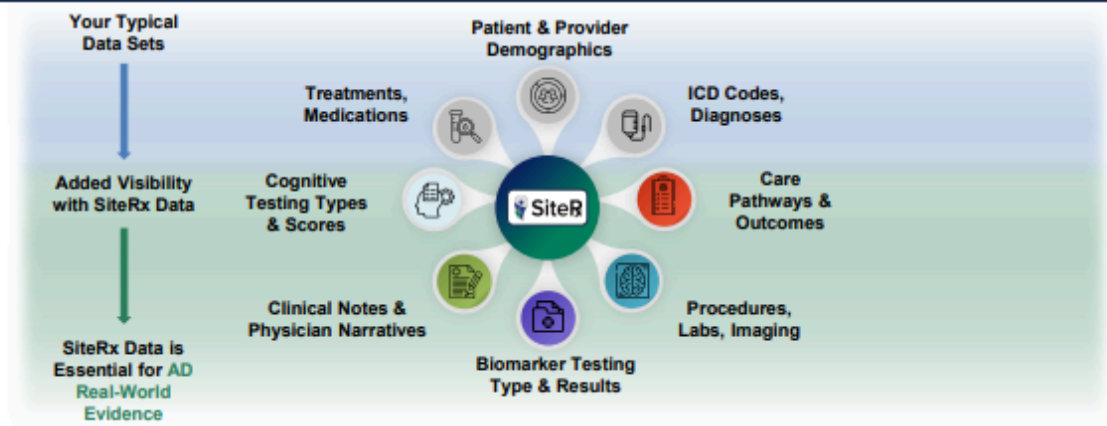 Your Typical
Data Sets
Added Visibility
with SiteRx Data
SiteRx Data is
Essential for AD
Real-World
Evidence
Patient & Provider
Demographics
Treatments,
Medications
ICD Codes,
Diagnoses
Cognitive
Testing Types
& Scores
SiteRx
Care
Pathways &
Outcomes
Clinical Notes &
Physician Narratives
Procedures,
Labs, Imaging
Biomarker Testing
Type & Results